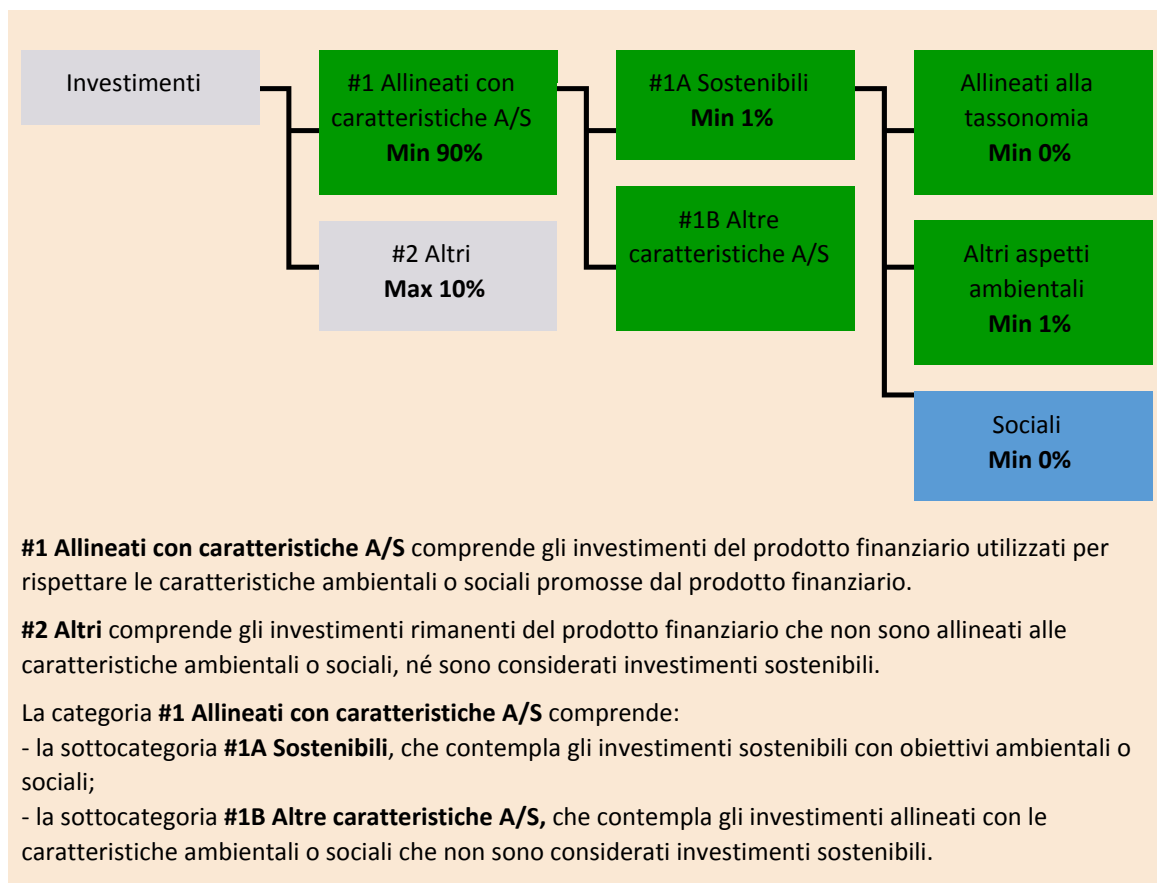 Investimenti
#1 Allineati con
caratteristiche A/S
Min 90%
#2 Altri
Max 10%
#1A Sostenibili
Min 1%
#1B Altre
caratteristiche A/S
Allineati alla
tassonomia
Min 0%
Altri aspetti
ambientali
Min 1%
Sociali
Min 0%
#1 Allineati con caratteristiche A/S comprende gli investimenti del prodotto finanziario utilizzati per
rispettare le caratteristiche ambientali o sociali promosse dal prodotto finanziario.
#2 Altri comprende gli investimenti rimanenti del prodotto finanziario che non sono allineati alle
caratteristiche ambientali o sociali, né sono considerati investimenti sostenibili.
La categoria #1 Allineati con caratteristiche A/S comprende:
- la sottocategoria #1A Sostenibili, che contempla gli investimenti sostenibili con obiettivi ambientali o
sociali;
- la sottocategoria #1B Altre caratteristiche A/S, che contempla gli investimenti allineati con le
caratteristiche ambientali o sociali che non sono considerati investimenti sostenibili.